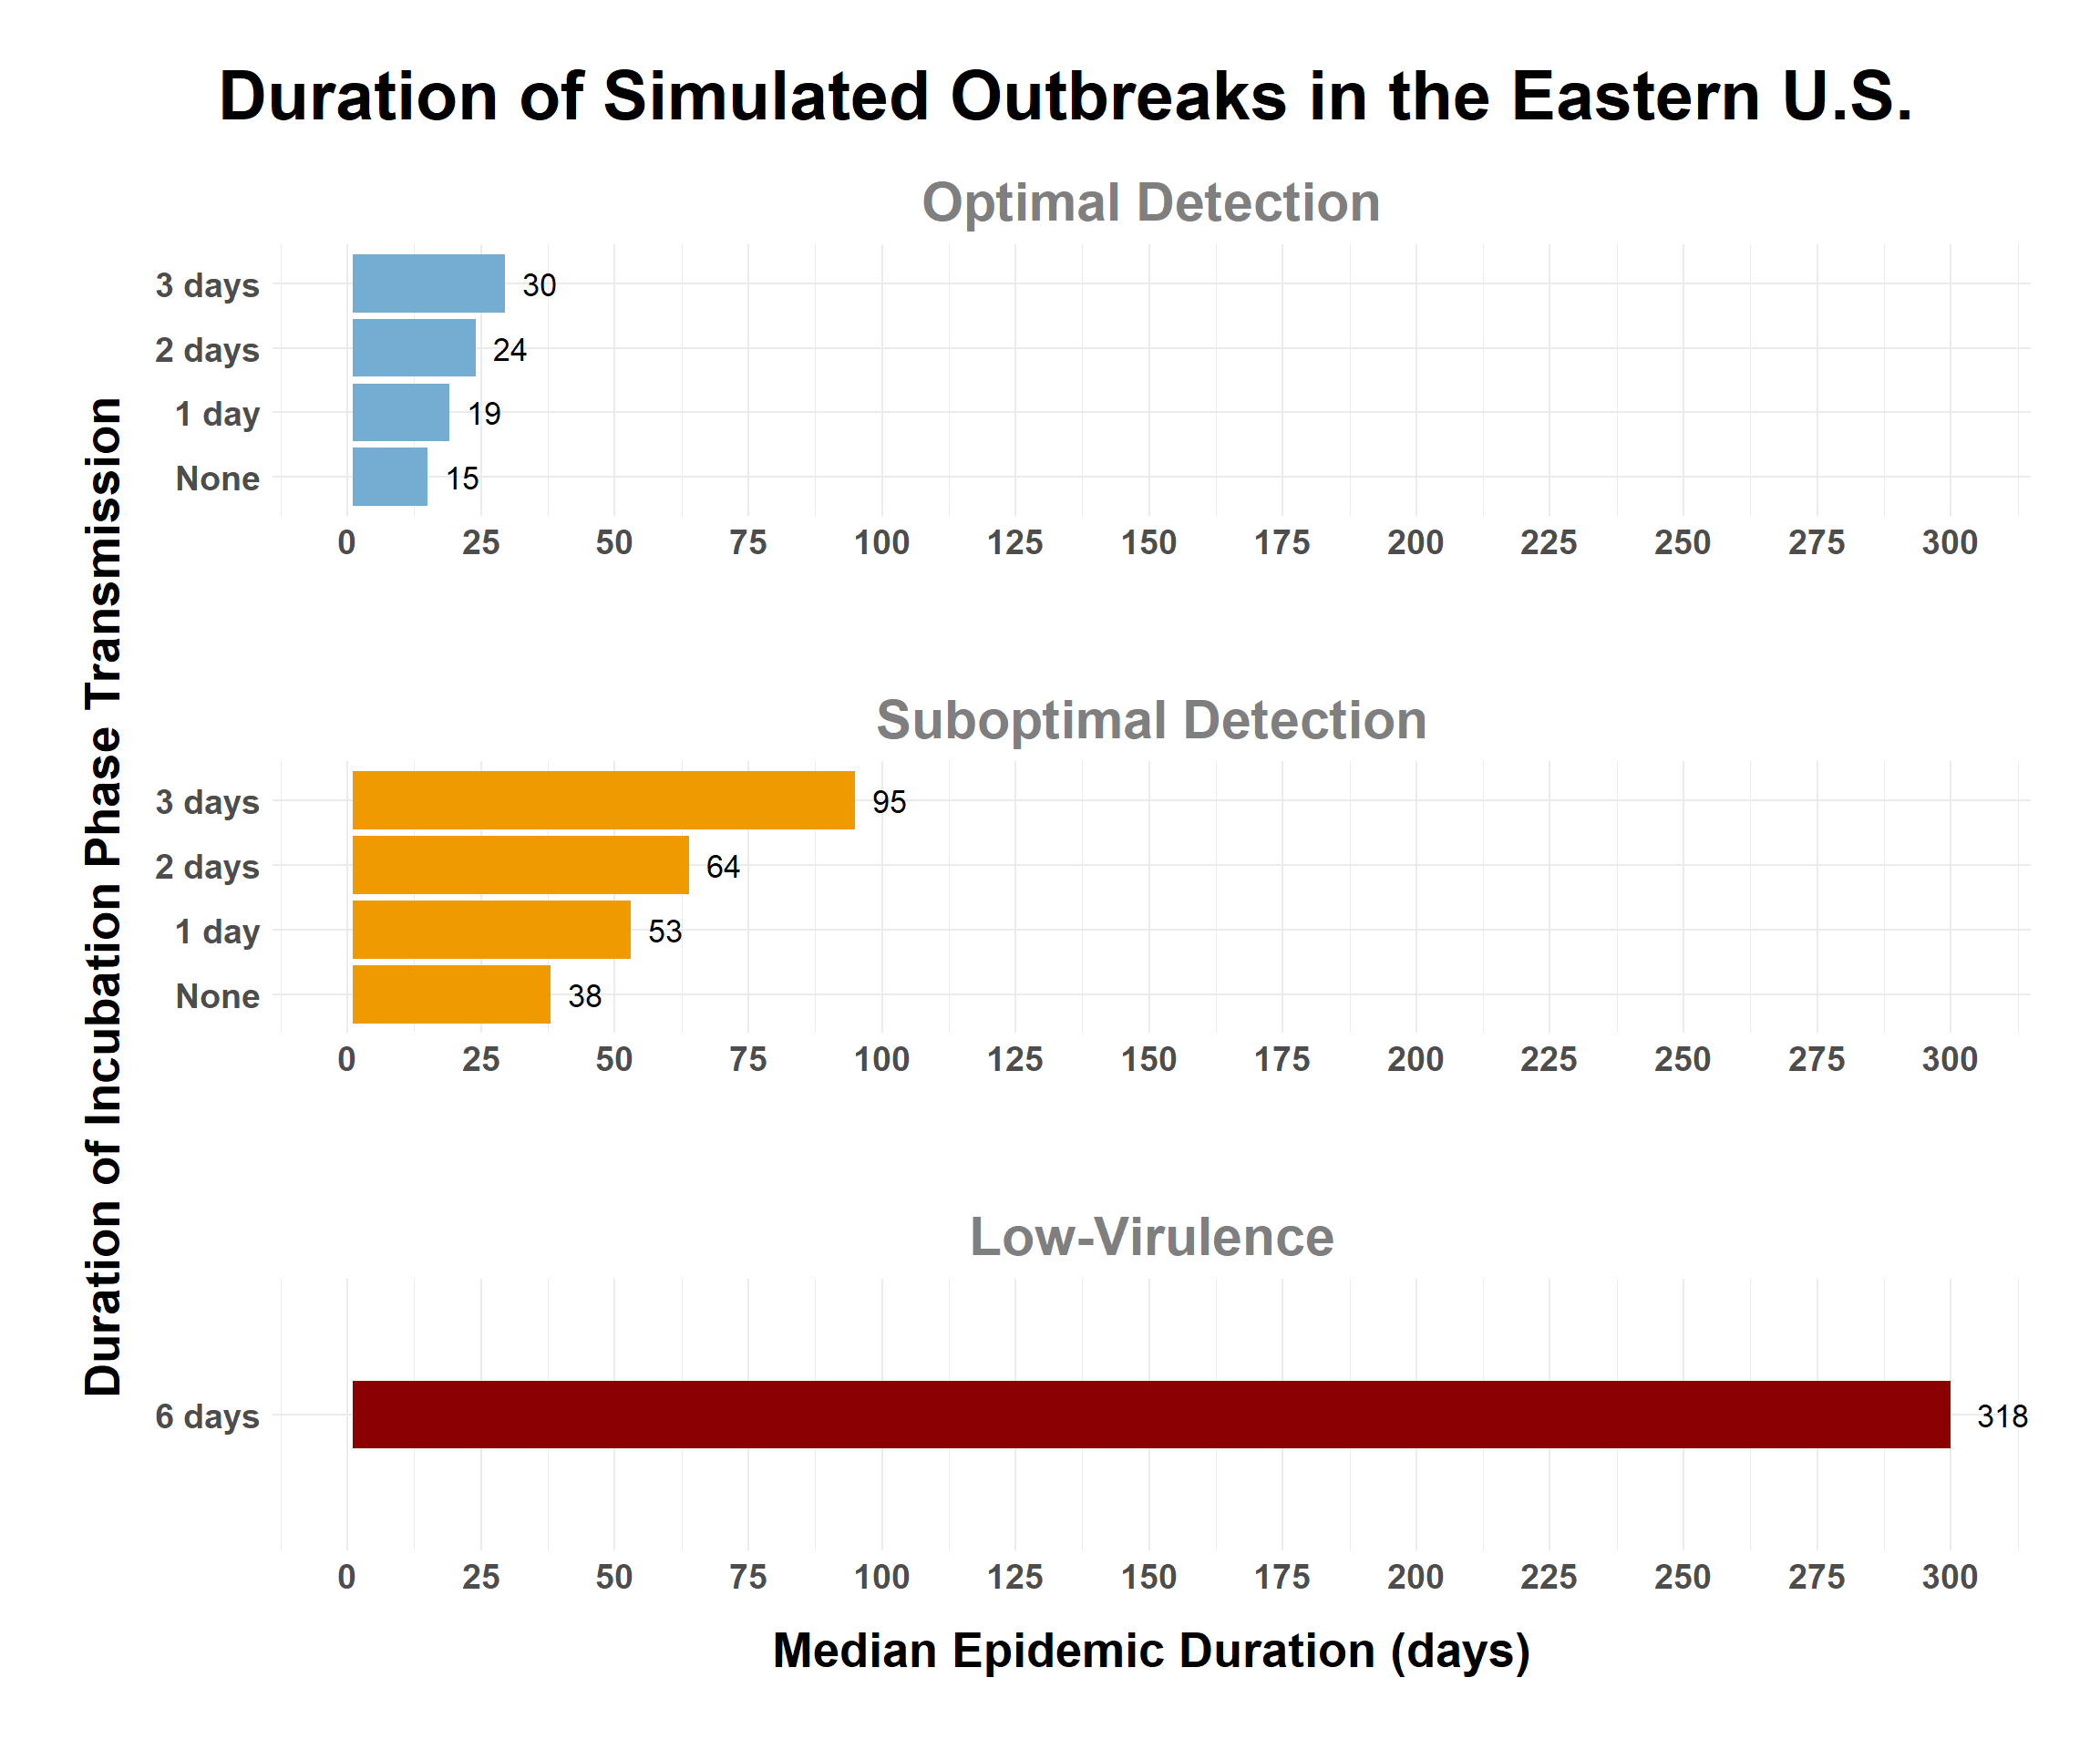 Duration of Simulated Outbreaks in the Eastern U.S.
Duration of Incubation Phase Transmission
Optimal Detection
3 days 30
2 days 24
1 day 19
None 15
0 25 50 75 100 125 150 175 200 225 250 275 300
Suboptimal Detection
3 days 95
2 days 64
1 day 53
None 38
0 25 50 75 100 125 150 175 200 225 250 275 300
Low-Virulence
6 days 318
0 25 50 75 100 125 150 175 200 225 250 275 300
Median Epidemic Duration (days)